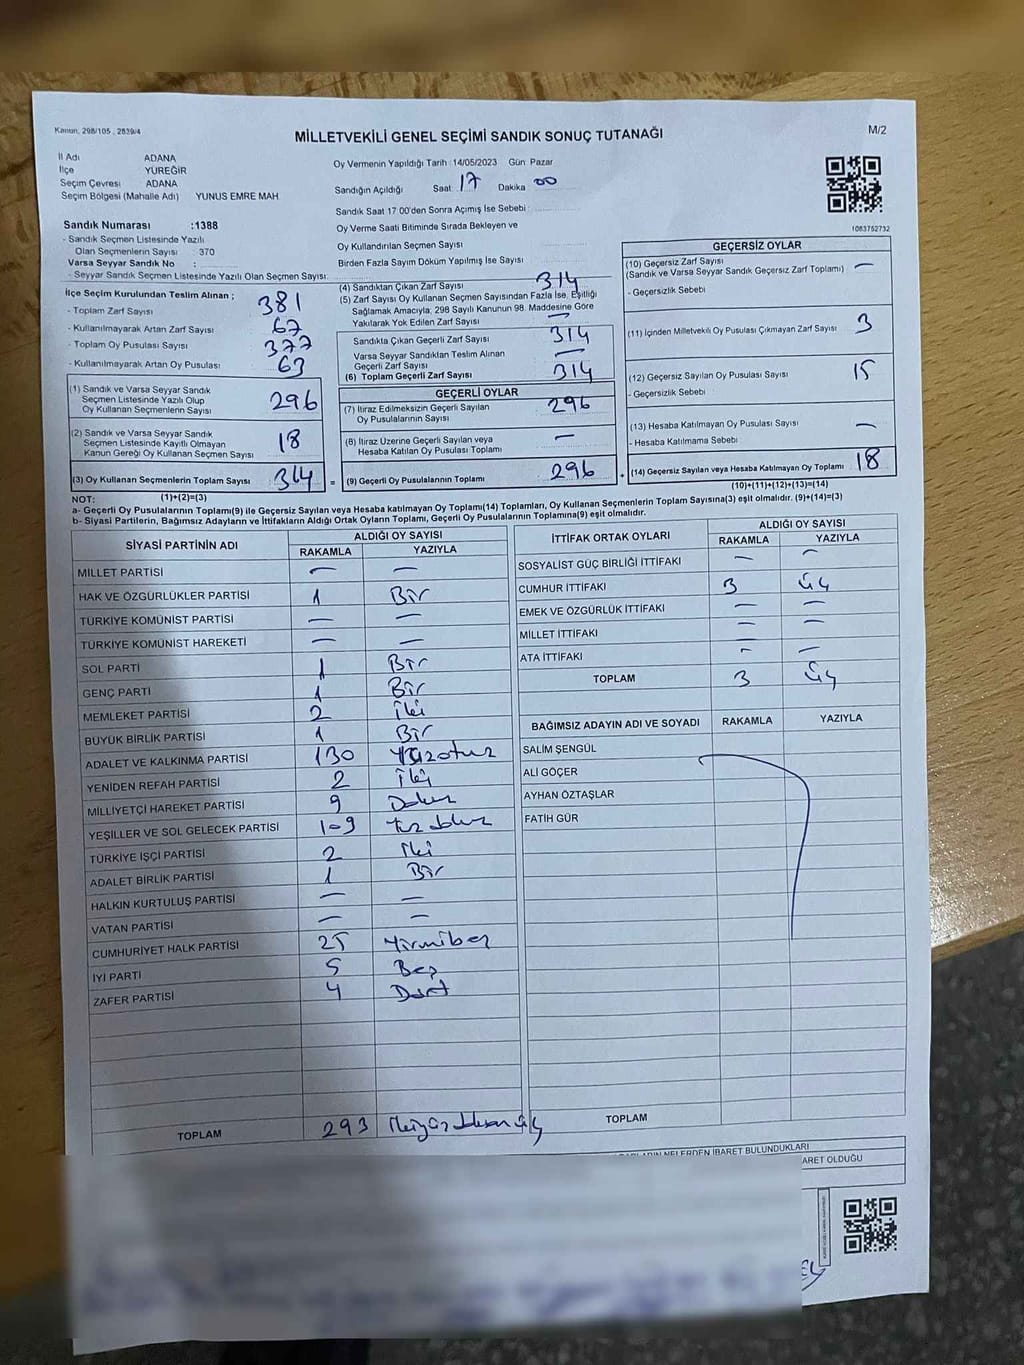 Kanun, 298/105 , 2839/4
MİLLETVEKİLİ GENEL SEÇİMİ SANDIK SONUÇ TUTANAĞI
M/2
İl Adı ADANA
İlçe YÜREĞİR
Seçim Çevresi ADANA
Seçim Bölgesi (Mahalle Adı) YUNUS EMRE MAH
Sandık Numarası :1388
- Sandık Seçmen Listesinde Yazılı
Olan Seçmenlerin Sayısı : 370
Varsa Seyyar Sandık No :
- Seyyar Sandık Seçmen Listesinde Yazılı Olan Seçmen Sayısı:
Oy Vermenin Yapıldığı Tarih : 14/05/2023 Gün Pazar
Sandığın Açıldığı Saat 17 Dakika 00
Sandık Saat 17 00'den Sonra Açmış İse Sebebi :
Oy Verme Saati Bitiminde Sırada Bekleyen ve
Oy Kullandırılan Seçmen Sayısı
Birden Fazla Sayım Döküm Yapılmış İse Sayısı
1083752732
İlçe Seçim Kurulundan Teslim Alınan ;
- Toplam Zarf Sayısı 381
- Kullanılmayarak Artan Zarf Sayısı 67
- Toplam Oy Pusulası Sayısı 377
- Kullanılmayarak Artan Oy Pusulası 63
(1) Sandık ve Varsa Seyyar Sandık
Seçmen Listesinde Yazılı Olup
Oy Kullanan Seçmenlerin Sayısı 296
(2) Sandık ve Varsa Seyyar Sandık
Seçmen Listesinde Kayıtlı Olmayan
Kanun Gereği Oy Kullanan Seçmen Sayısı 18
(3) Oy Kullanan Seçmenlerin Toplam Sayısı 314 =
(1)+(2)=(3)
(4) Sandıktan Çıkan Zarf Sayısı 314
(5) Zarf Sayısı Oy Kullanan Seçmen Sayısından Fazla İse, Eşitliği
Sağlamak Amacıyla; 298 Sayılı Kanunun 98. Maddesine Göre
Yakılarak Yok Edilen Zarf Sayısı —
Sandıkta Çıkan Geçerli Zarf Sayısı 314
Varsa Seyyar Sandıktan Teslim Alınan
Geçerli Zarf Sayısı —
(6) Toplam Geçerli Zarf Sayısı 314
GEÇERLİ OYLAR
(7) İtiraz Edilmeksizin Geçerli Sayılan
Oy Pusulalarının Sayısı 296
(8) İtiraz Üzerine Geçerli Sayılan veya
Hesaba Katılan Oy Pusulası Toplamı —
(9) Geçerli Oy Pusulalarının Toplamı 296
GEÇERSİZ OYLAR
(10) Geçersiz Zarf Sayısı
(Sandık ve Varsa Seyyar Sandık Geçersiz Zarf Toplamı) —
- Geçersizlik Sebebi
(11) İçinden Milletvekili Oy Pusulası Çıkmayan Zarf Sayısı 3
(12) Geçersiz Sayılan Oy Pusulası Sayısı 15
- Geçersizlik Sebebi
(13) Hesaba Katılmayan Oy Pusulası Sayısı —
- Hesaba Katılmama Sebebi
(14) Geçersiz Sayılan veya Hesaba Katılmayan Oy Toplamı 18
(10)+(11)+(12)+(13)=(14)
NOT:
a- Geçerli Oy Pusulalarının Toplamı(9) ile Geçersiz Sayılan veya Hesaba katılmayan Oy Toplamı(14) Toplamları, Oy Kullanan Seçmenlerin Toplam Sayısına(3) eşit olmalıdır. (9)+(14)=(3)
b- Siyasi Partilerin, Bağımsız Adayların ve İttifakların Aldığı Ortak Oyların Toplamı, Geçerli Oy Pusulalarının Toplamına(9) eşit olmalıdır.
SİYASİ PARTİNİN ADI ALDIĞI OY SAYISI
RAKAMLA YAZIYLA
MİLLET PARTİSİ — —
HAK VE ÖZGÜRLÜKLER PARTİSİ 1 Bir
TÜRKİYE KOMÜNİST PARTİSİ — —
TÜRKİYE KOMÜNİST HAREKETİ — —
SOL PARTİ 1 Bir
GENÇ PARTİ 1 Bir
MEMLEKET PARTİSİ 2 İki
BÜYÜK BİRLİK PARTİSİ 1 Bir
ADALET VE KALKINMA PARTİSİ 130 Yüzotuz
YENİDEN REFAH PARTİSİ 2 İki
MİLLİYETÇİ HAREKET PARTİSİ 9 Dokuz
YEŞİLLER VE SOL GELECEK PARTİSİ 109 Yüz dokuz
TÜRKİYE İŞÇİ PARTİSİ 2 İki
ADALET BİRLİK PARTİSİ 1 Bir
HALKIN KURTULUŞ PARTİSİ — —
VATAN PARTİSİ — —
CUMHURİYET HALK PARTİSİ 25 Yirmibeş
İYİ PARTİ 5 Beş
ZAFER PARTİSİ 4 Dört
TOPLAM 293 İkiyüzdoksanüç
İTTİFAK ORTAK OYLARI ALDIĞI OY SAYISI
RAKAMLA YAZIYLA
SOSYALİST GÜÇ BİRLİĞİ İTTİFAKI — —
CUMHUR İTTİFAKI 3 Üç
EMEK VE ÖZGÜRLÜK İTTİFAKI — —
MİLLET İTTİFAKI — —
ATA İTTİFAKI — —
TOPLAM 3 Üç
BAĞIMSIZ ADAYIN ADI VE SOYADI RAKAMLA YAZIYLA
SALİM ŞENGÜL
ALİ GÖÇER
AYHAN ÖZTAŞLAR
FATİH GÜR
TOPLAM
NELERDEN İBARET BULUNDUKLARI
ARET OLDUĞU